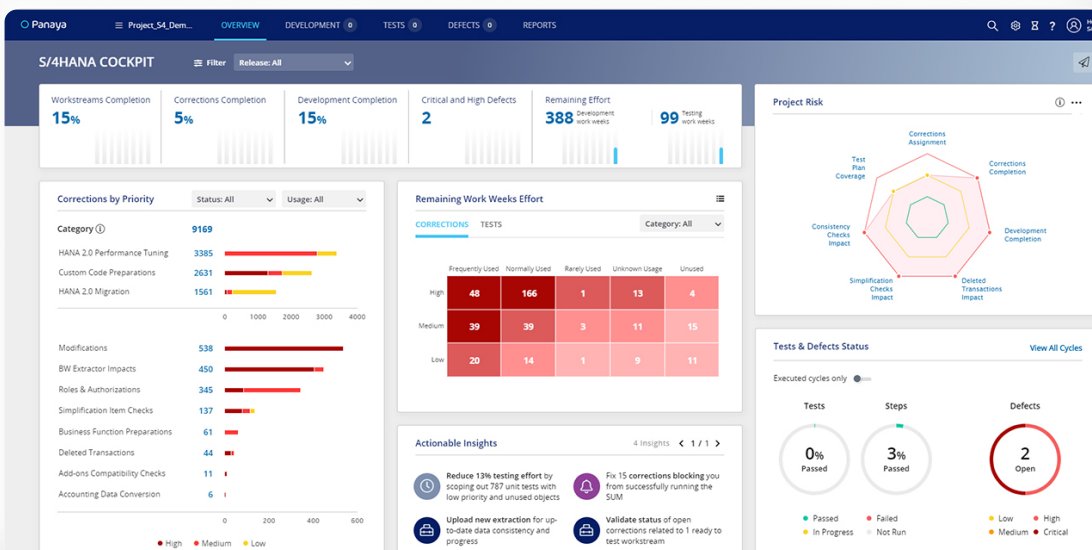 Panaya
Project_S4_Dem...
OVERVIEW
DEVELOPMENT 0
TESTS 0
DEFECTS 0
REPORTS
?
S/4HANA COCKPIT
Filter
Release: All
Workstreams Completion
15%
Corrections Completion
5%
Development Completion
15%
Critical and High Defects
2
Remaining Effort
388 Development
work weeks
99 Testing
work weeks
Corrections by Priority
Status: All
Usage: All
Category
9169
HANA 2.0 Performance Tuning 3385
Custom Code Preparations 2631
HANA 2.0 Migration 1561
0 1000 2000 3000 4000
Modifications 538
BW Extractor Impacts 450
Roles & Authorizations 345
Simplification Item Checks 137
Business Function Preparations 61
Deleted Transactions 44
Add-ons Compatibility Checks 11
Accounting Data Conversion 6
0 200 400 600
High Medium Low
Remaining Work Weeks Effort
CORRECTIONS TESTS
Category: All
Frequently Used Normally Used Rarely Used Unknown Usage Unused
High 48 166 1 13 4
Medium 39 39 3 11 15
Low 20 14 1 9 11
Actionable Insights
4 Insights
1 / 1
Reduce 13% testing effort by
scoping out 787 unit tests with
low priority and unused objects
Fix 15 corrections blocking you
from successfully running the
SUM
Upload new extraction for up-
to-date data consistency and
progress
Validate status of open
corrections related to 1 ready to
test workstream
Project Risk
Corrections
Assignment
Corrections
Completion
Development
Completion
Deleted
Transactions
Impact
Simplification
Checks
Impact
Consistency
Checks
Impact
Test
Plan
Coverage
Tests & Defects Status
View All Cycles
Executed cycles only
Tests
0%
Passed
Steps
3%
Passed
Defects
2
Open
Passed Failed
In Progress Not Run
Low High
Medium Critical